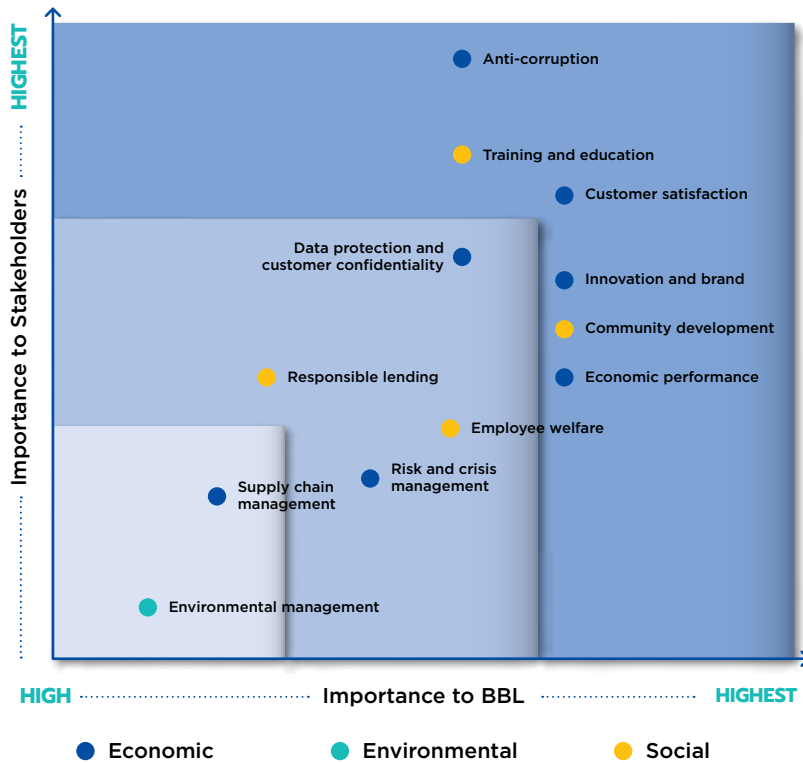 HIGHEST
Importance to Stakeholders
Anti-corruption
Training and education
Customer satisfaction
Data protection and
customer confidentiality
Innovation and brand
Community development
Responsible lending
Economic performance
Employee welfare
Risk and crisis
management
Supply chain
management
Environmental management
HIGH
Importance to BBL
HIGHEST
Economic
Environmental
Social